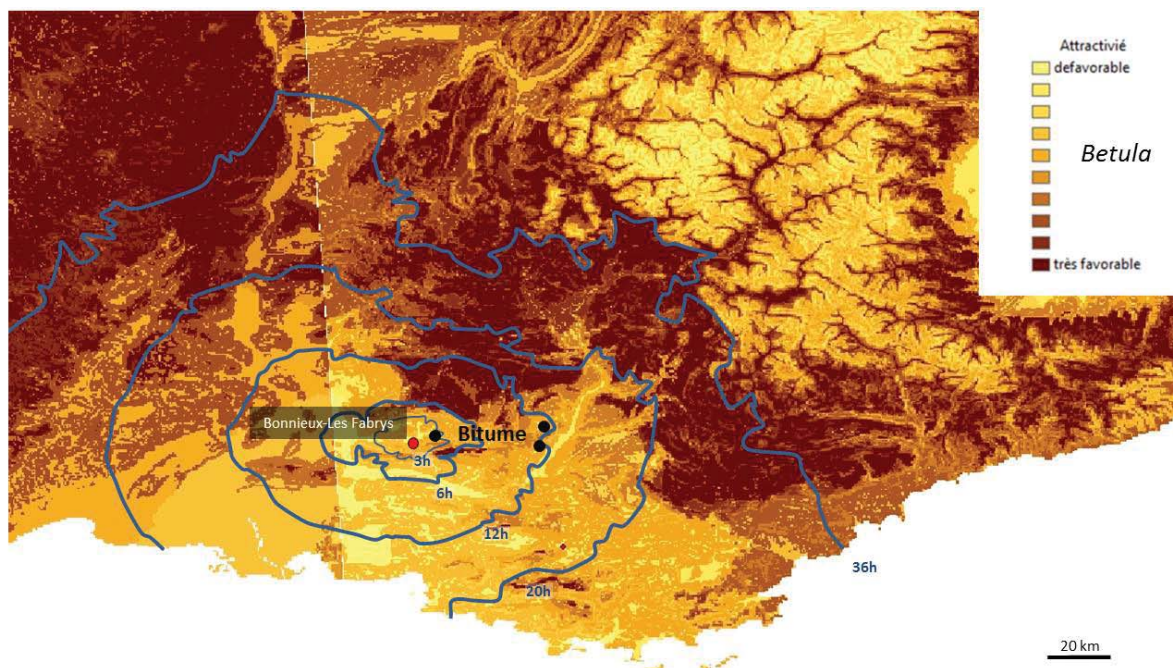 Attractivié
defavorable
Betula
très favorable
Bonnieux-Les Fabrys
Bitume
3h
6h
12h
20h
36h
20 km